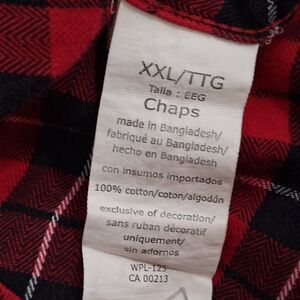 XXL/TTG
Talla : EEG
Chaps
made in Bangladesh/
fabriqué au Bangladesh/
hecho en Bangladesh
con insumos importados
100% cotton/coton/algodón
exclusive of decoration/
sans ruban décoratif
uniquement/
sin adornos
WPL-125
CA 00213